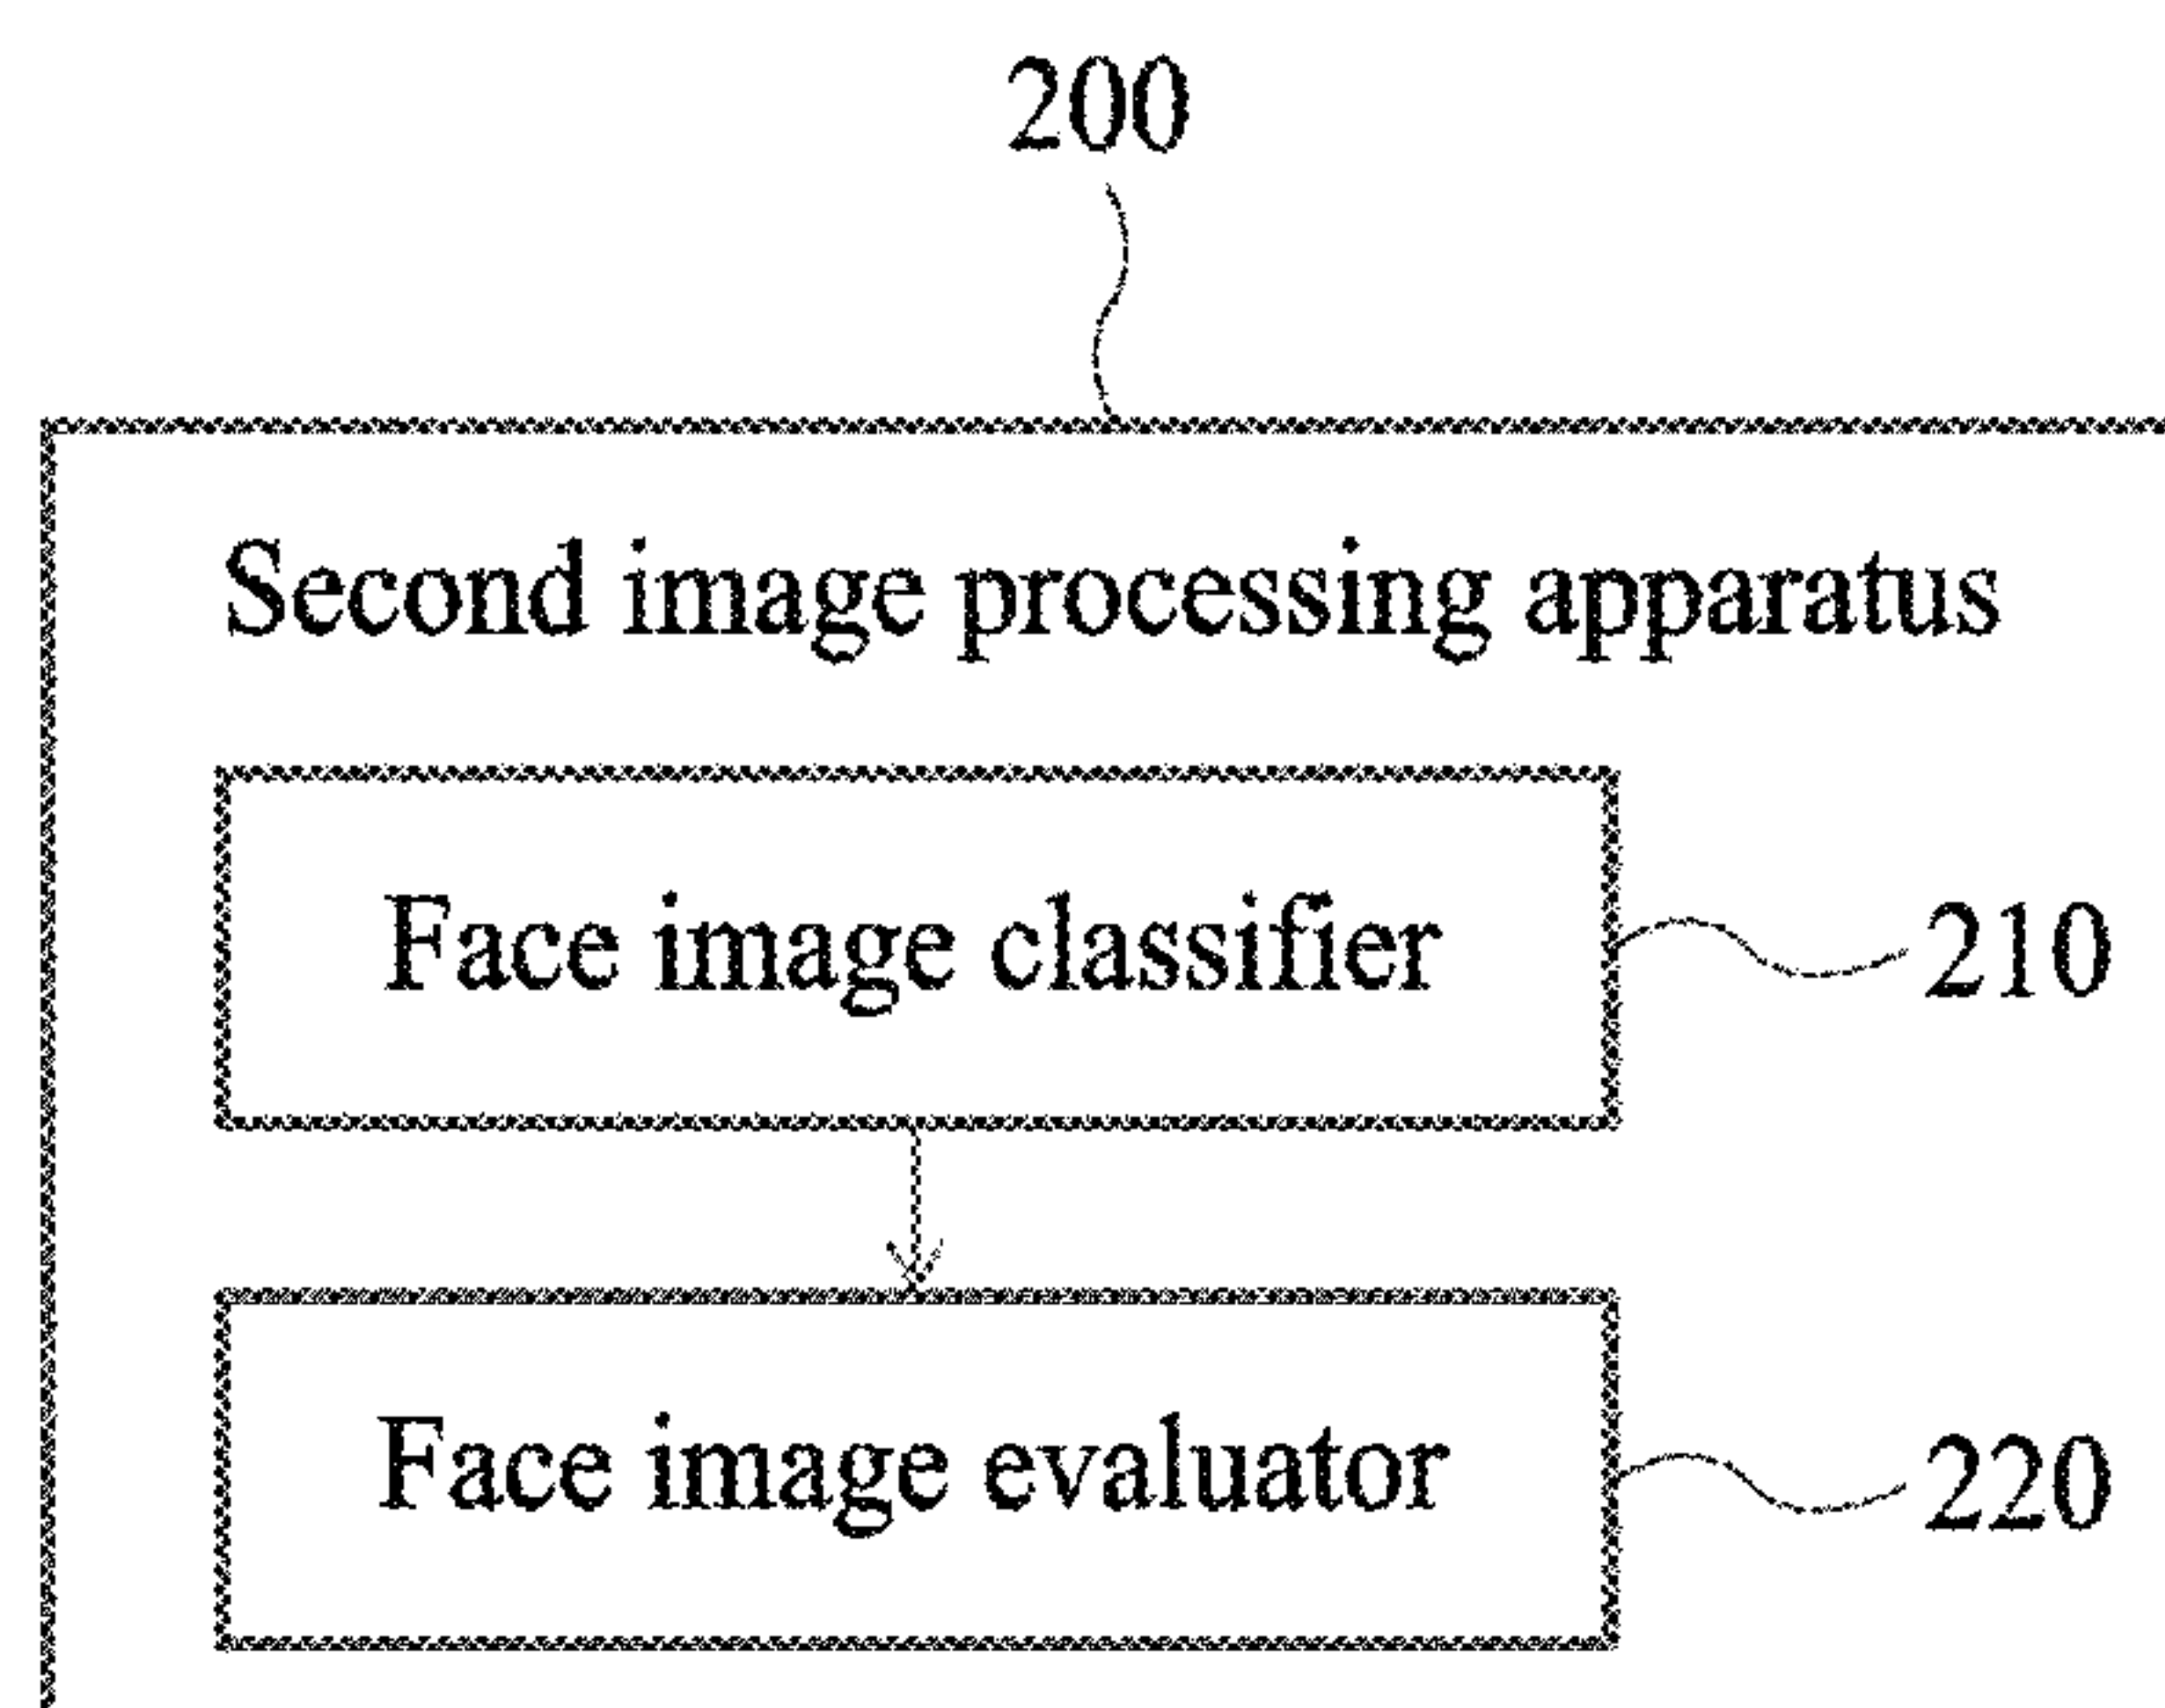 200
Second image processing apparatus
Face image classifier
210
Face image evaluator
220